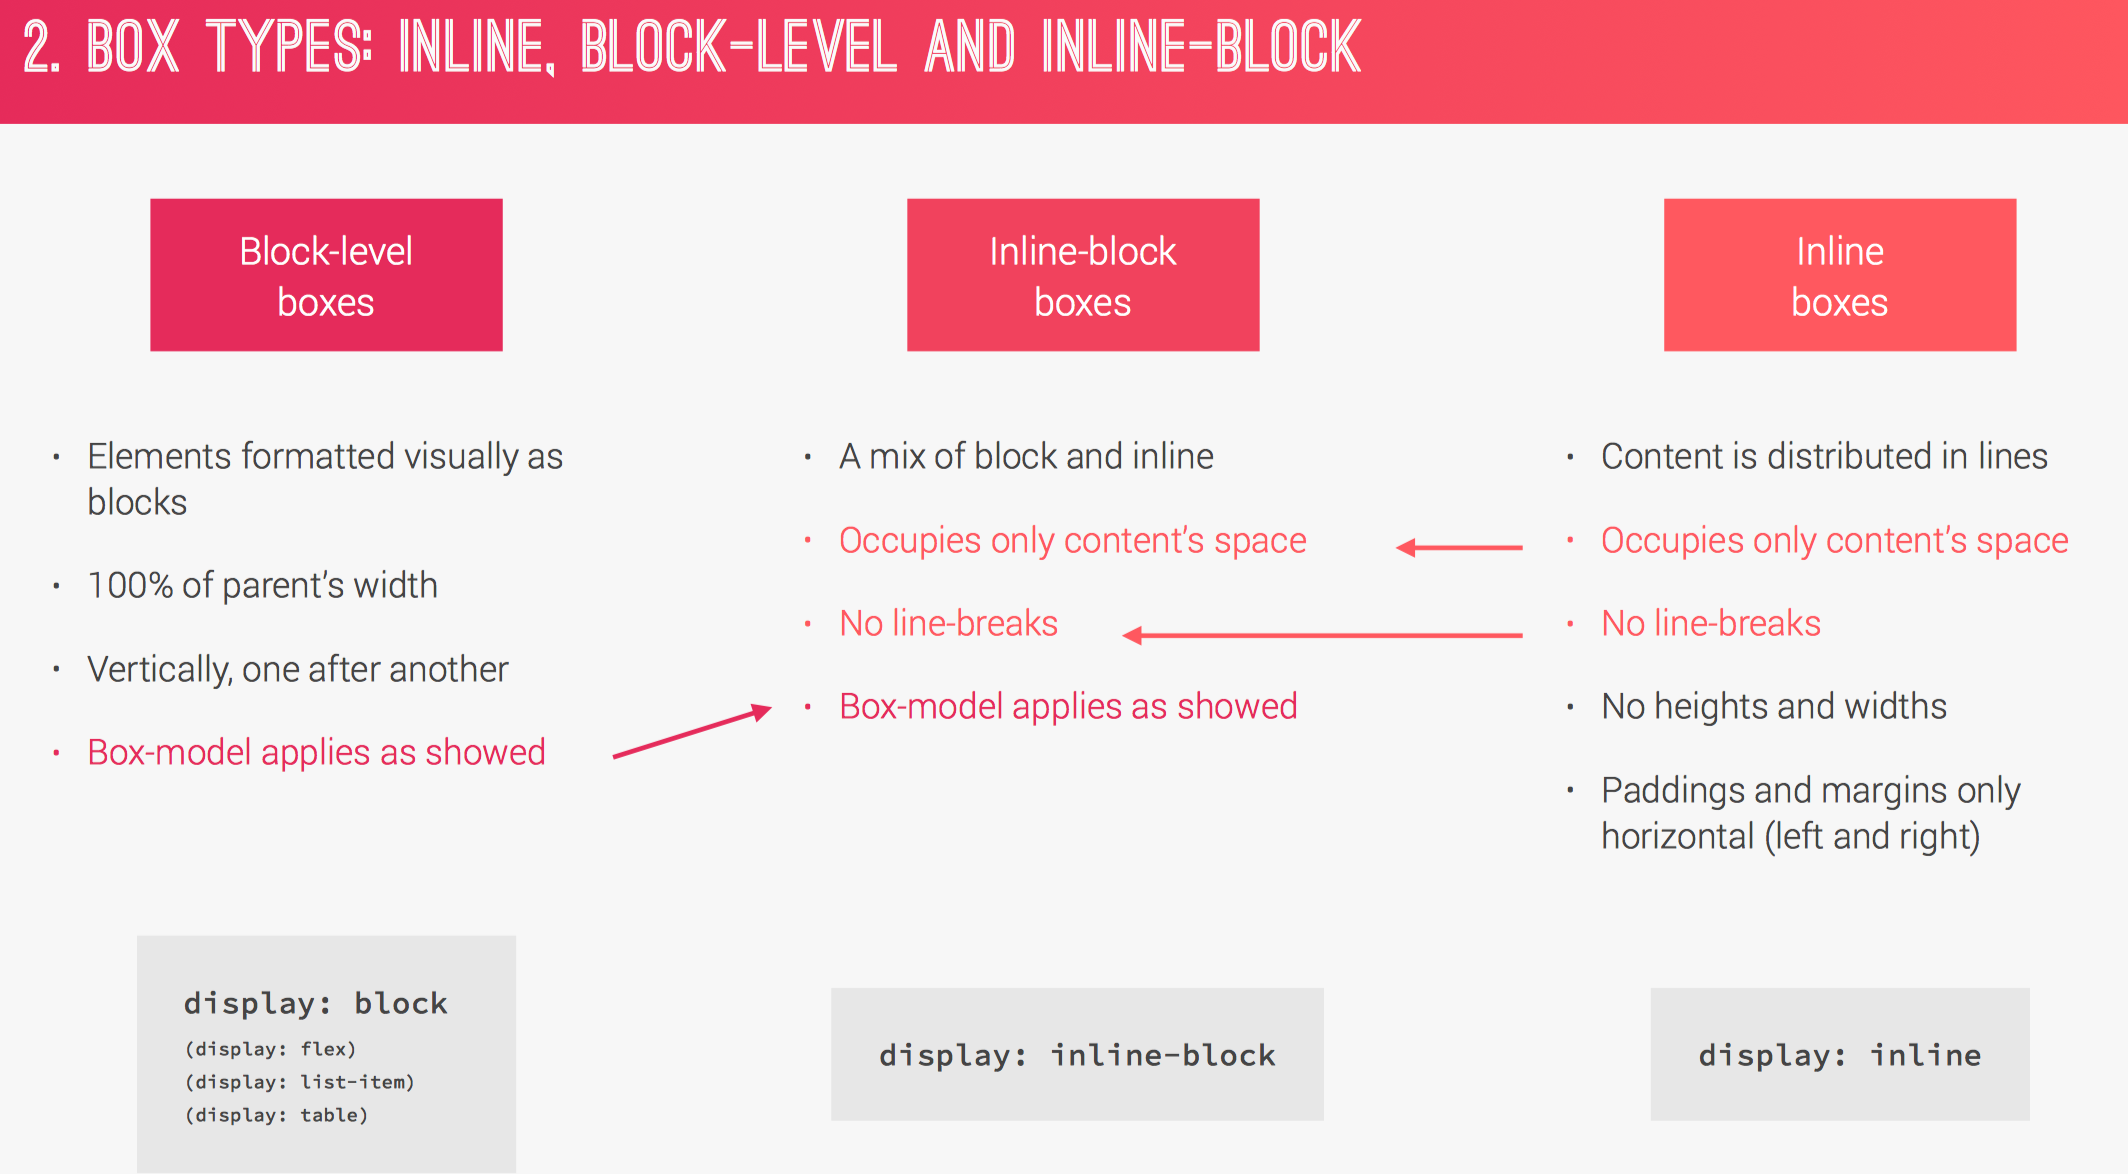 2. BOX TYPES: INLINE, BLOCK-LEVEL AND INLINE-BLOCK
Block-level
boxes
• Elements formatted visually as
blocks
• 100% of parent’s width
• Vertically, one after another
• Box-model applies as showed
display: block
(display: flex)
(display: list-item)
(display: table)
Inline-block
boxes
• A mix of block and inline
• Occupies only content’s space
• No line-breaks
• Box-model applies as showed
display: inline-block
Inline
boxes
• Content is distributed in lines
• Occupies only content’s space
• No line-breaks
• No heights and widths
• Paddings and margins only
horizontal (left and right)
display: inline